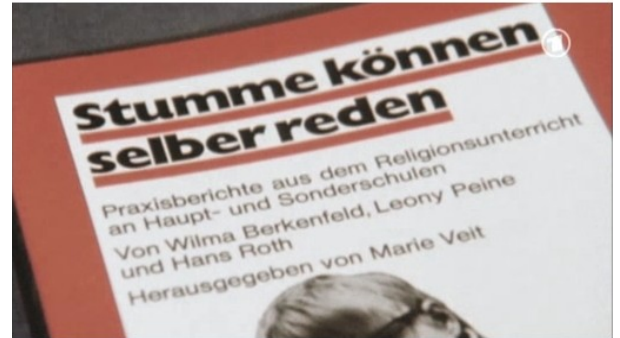 Stumme können
selber reden
Praxisberichte aus dem Religionsunterricht
an Haupt- und Sonderschulen
Von Wilma Berkenfeld, Leony Peine
und Hans Roth
Herausgegeben von Marie Veit